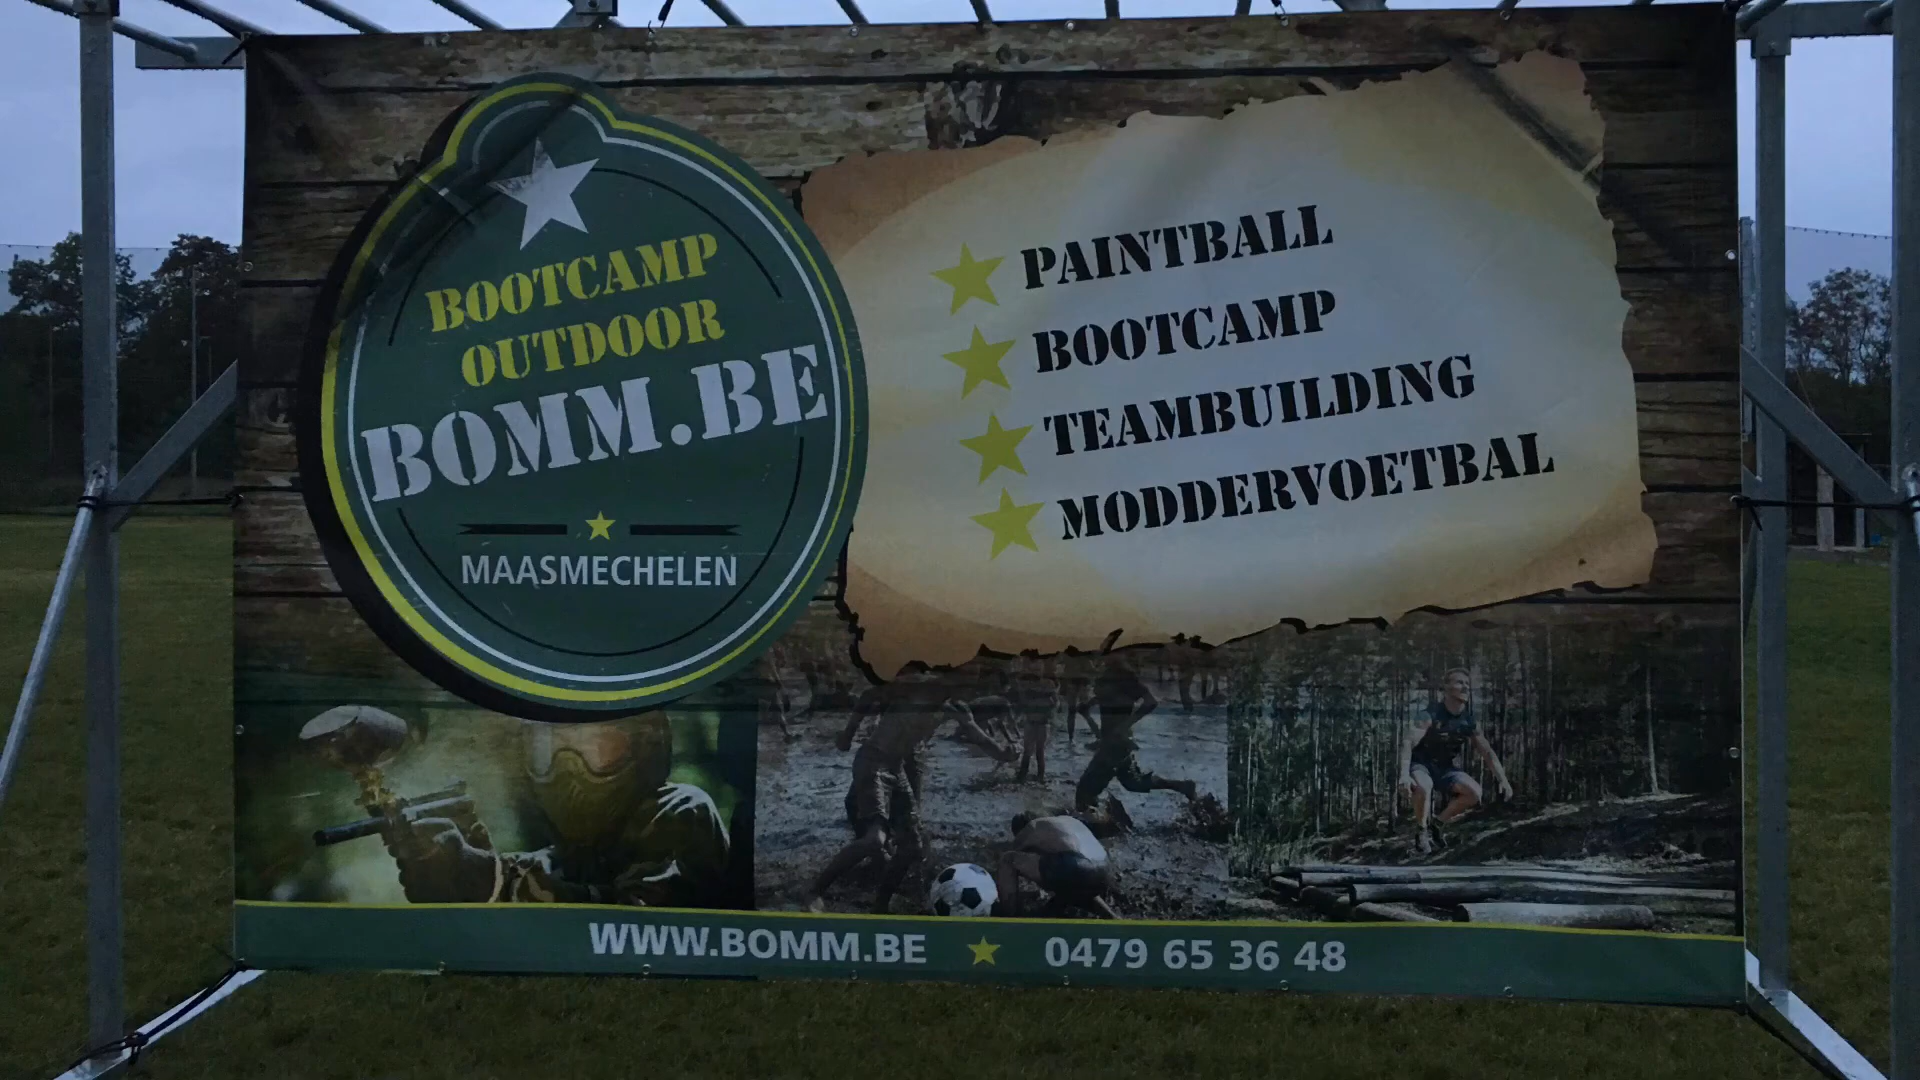 BOOTCAMP
OUTDOOR
BOMM.BE
MAASMECHELEN
PAINTBALL
BOOTCAMP
TEAMBUILDING
MODDERVOETBAL
WWW.BOMM.BE 0479 65 36 48